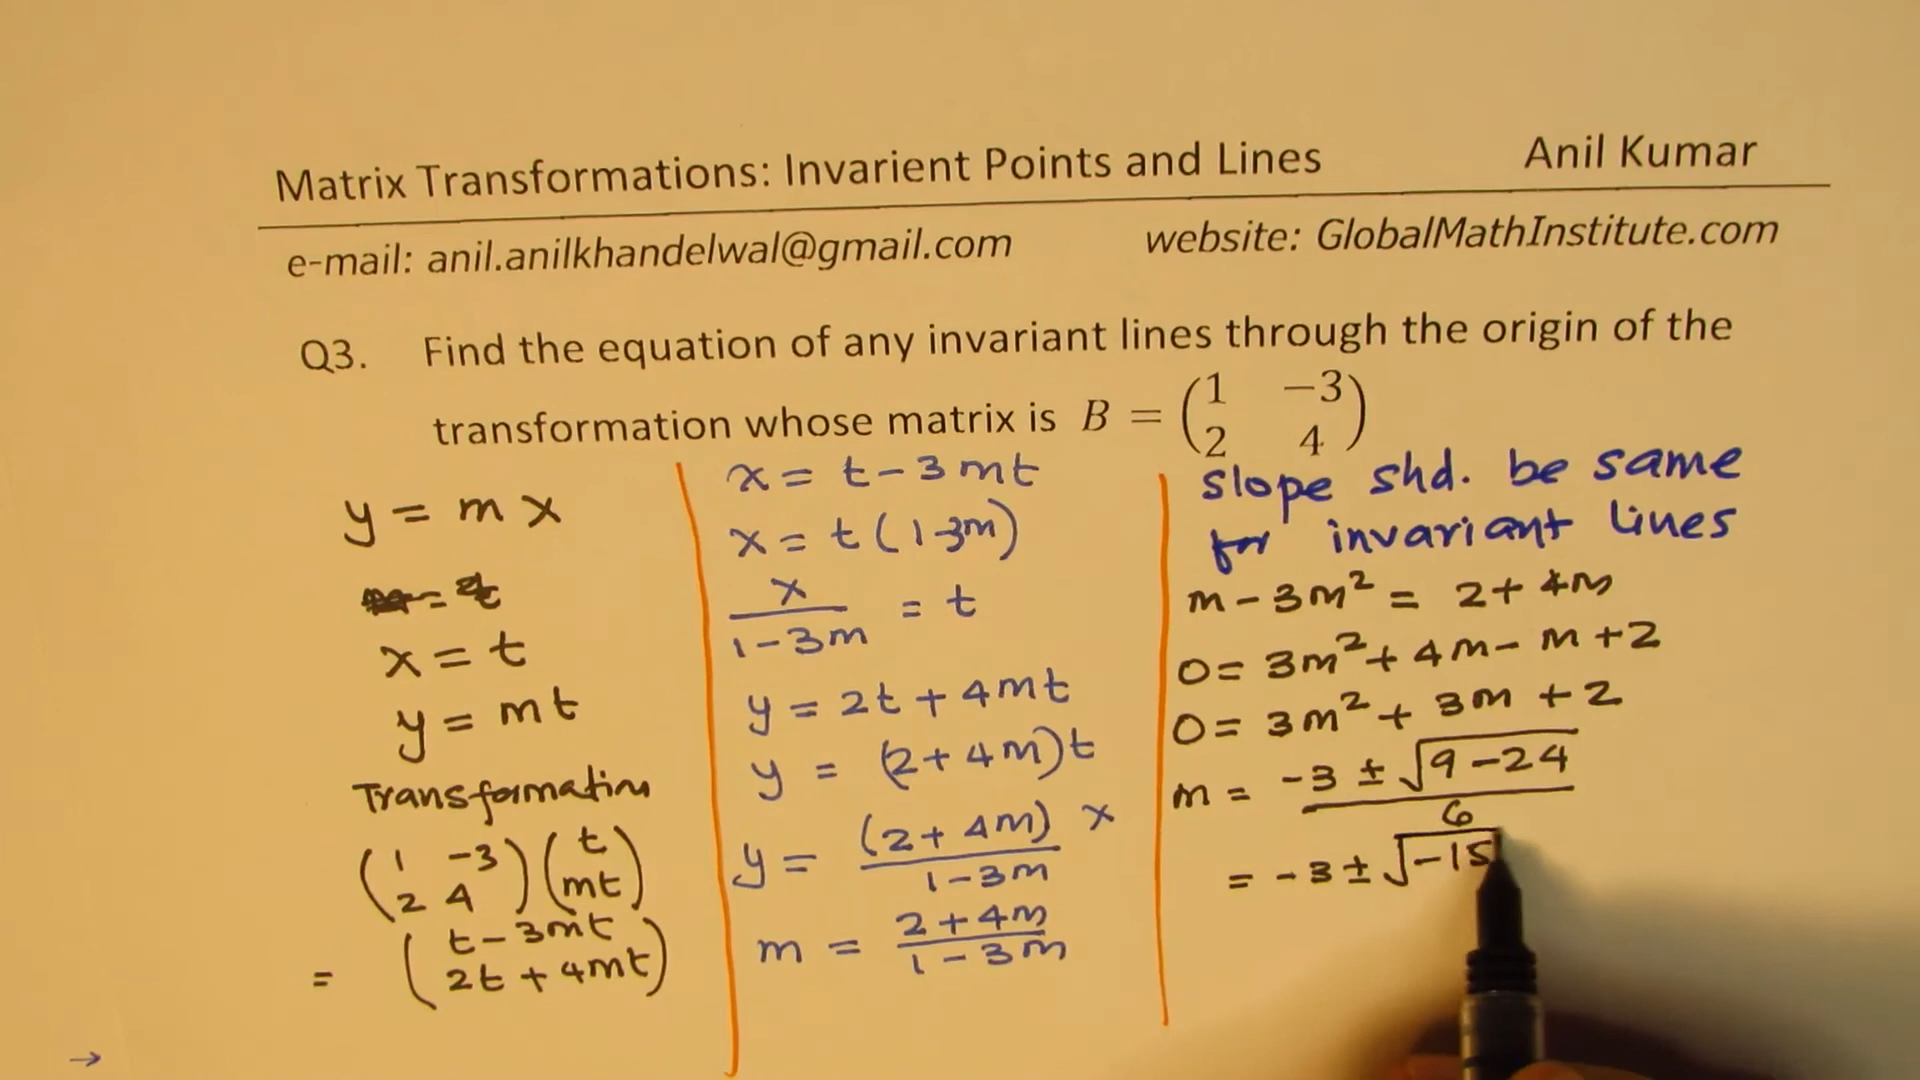 Matrix Transformations: Invarient Points and Lines Anil Kumar
e-mail: anil.anilkhandelwal@gmail.com website: GlobalMathInstitute.com
Q3. Find the equation of any invariant lines through the origin of the
transformation whose matrix is B = (1 −3
2 4)
y = mx
x = t
y = mt
Transformation
(1 -3
2 4) (t
mt)
= (t - 3mt
2t + 4mt)
→
x = t - 3mt
x = t(1-3m)
x/(1-3m) = t
y = 2t + 4mt
y = (2+4m)t
y = (2+4m)/(1-3m) x
m = (2+4m)/(1-3m)
slope shd. be same
for invariant lines
m - 3m² = 2 + 4m
0 = 3m² + 4m - m + 2
0 = 3m² + 3m + 2
m = (-3 ± √(9-24))/6
= -3 ± √-15